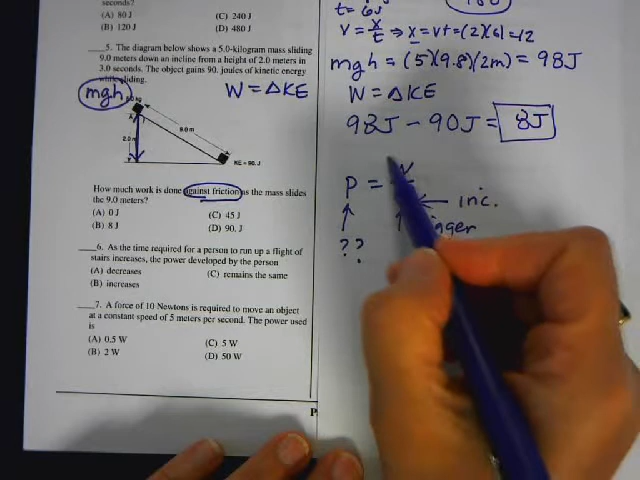 seconds?
(A) 80 J
(C) 240 J
(B) 120 J
(D) 480 J
5. The diagram below shows a 5.0-kilogram mass sliding
9.0 meters down an incline from a height of 2.0 meters in
3.0 seconds. The object gains 90. joules of kinetic energy
while sliding.
mgh
W = ΔKE
5.0 kg
A
9.0 m
2.0 m
KE = 90. J
How much work is done against friction as the mass slides
the 9.0 meters?
(A) 0 J
(C) 45 J
(B) 8 J
(D) 90. J
6. As the time required for a person to run up a flight of
stairs increases, the power developed by the person
(A) decreases
(C) remains the same
(B) increases
7. A force of 10 Newtons is required to move an object
at a constant speed of 5 meters per second. The power used
is
(A) 0.5 W
(C) 5 W
(B) 2 W
(D) 50 W
P
V = x/t ⇒ x = vt = (2)(6) = 12
mgh = (5)(9.8)(2m) = 98J
W = ΔKE
98J - 90J = 8J
P =
inc.
??